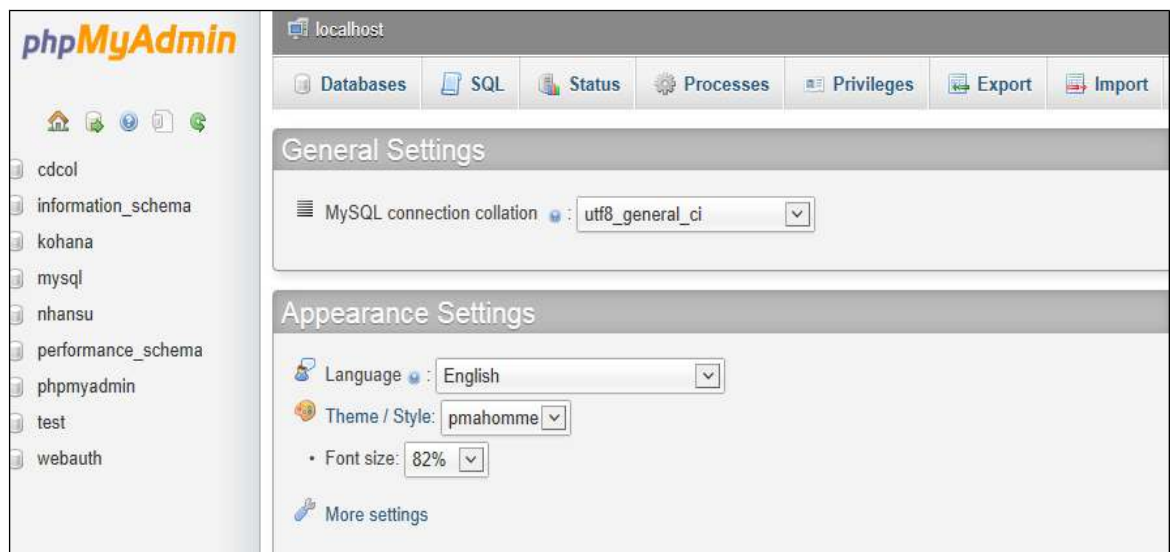 phpMyAdmin
cdcol
information_schema
kohana
mysql
nhansu
performance_schema
phpmyadmin
test
webauth
localhost
Databases SQL Status Processes Privileges Export Import
General Settings
MySQL connection collation : utf8_general_ci
Appearance Settings
Language : English
Theme / Style: pmahomme
• Font size: 82%
More settings